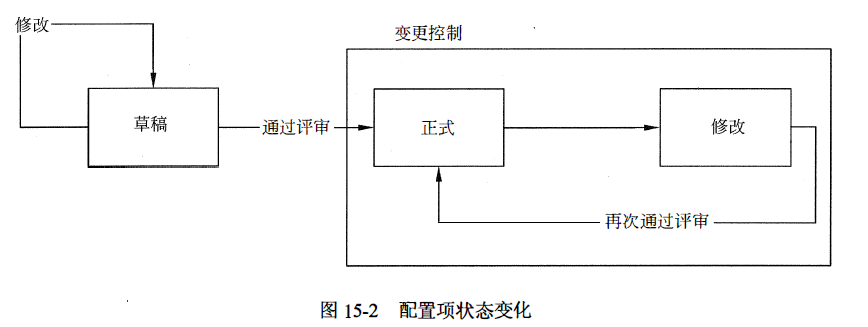 修改
变更控制
草稿
通过评审
正式
修改
再次通过评审
图 15-2 配置项状态变化